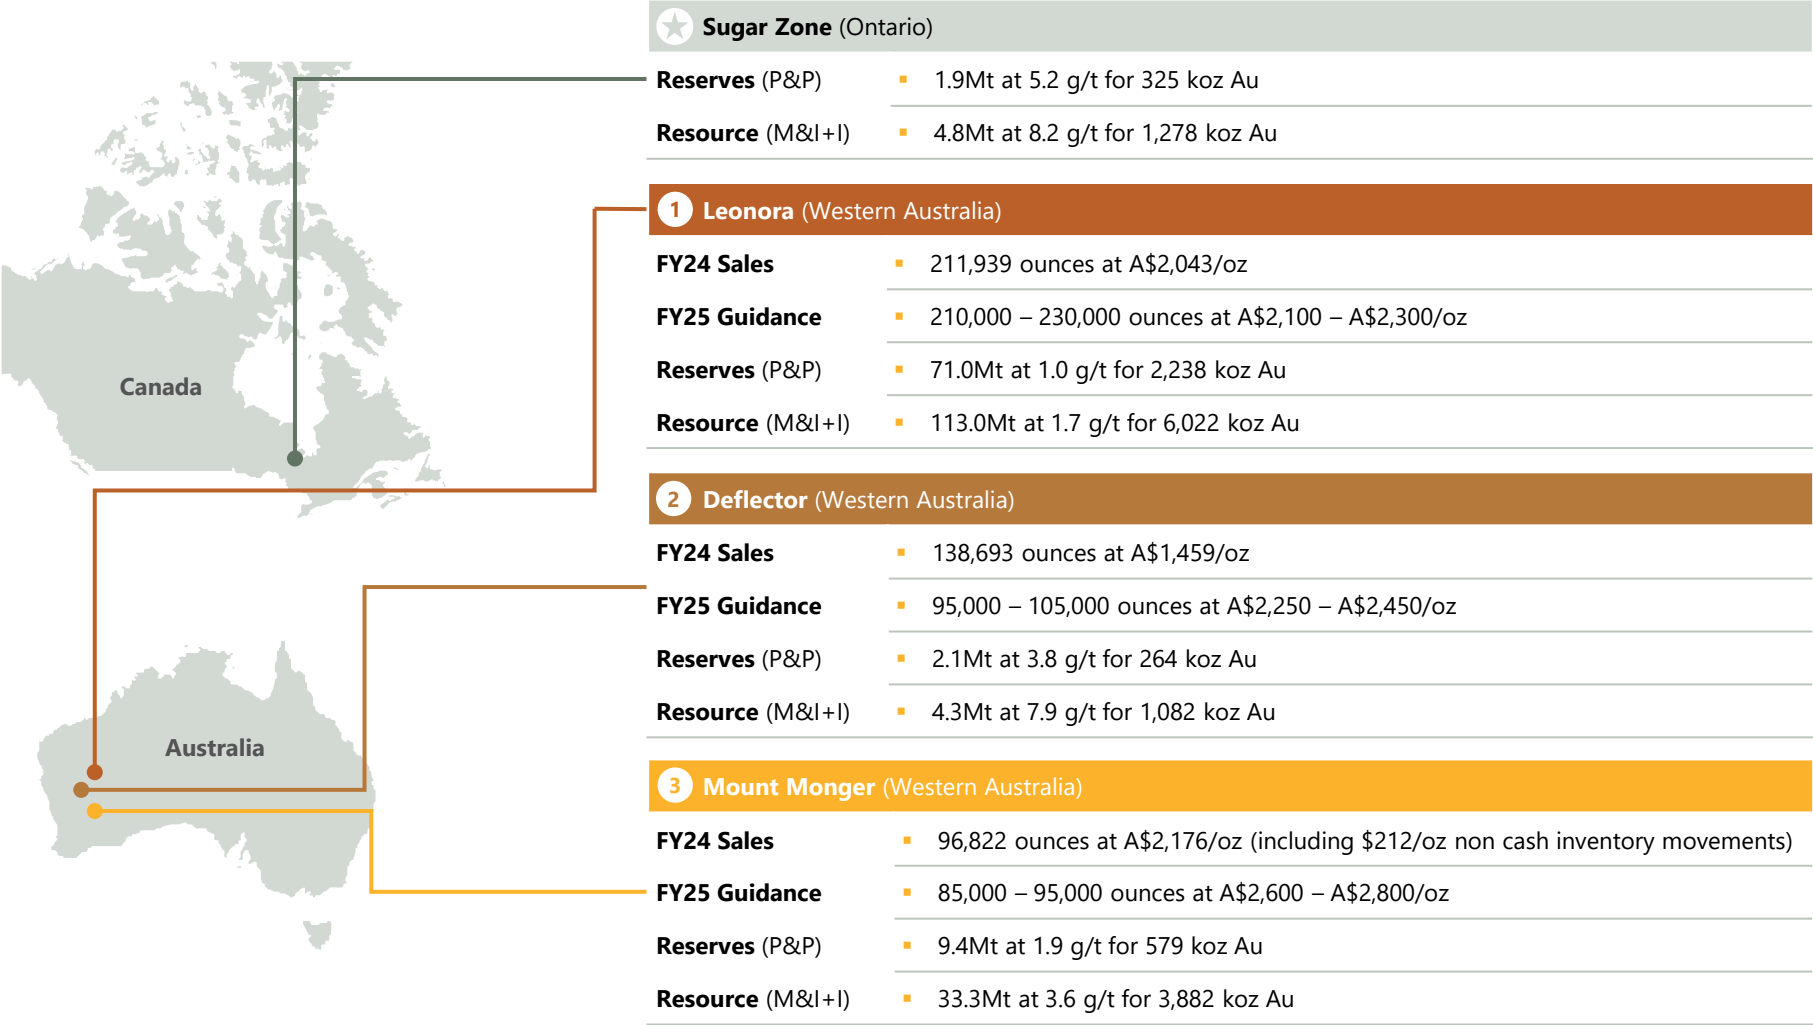 Sugar Zone (Ontario)
Reserves (P&P) ▪ 1.9Mt at 5.2 g/t for 325 koz Au
Resource (M&I+I) ▪ 4.8Mt at 8.2 g/t for 1,278 koz Au
1 Leonora (Western Australia)
FY24 Sales ▪ 211,939 ounces at A$2,043/oz
FY25 Guidance ▪ 210,000 – 230,000 ounces at A$2,100 – A$2,300/oz
Reserves (P&P) ▪ 71.0Mt at 1.0 g/t for 2,238 koz Au
Resource (M&I+I) ▪ 113.0Mt at 1.7 g/t for 6,022 koz Au
2 Deflector (Western Australia)
FY24 Sales ▪ 138,693 ounces at A$1,459/oz
FY25 Guidance ▪ 95,000 – 105,000 ounces at A$2,250 – A$2,450/oz
Reserves (P&P) ▪ 2.1Mt at 3.8 g/t for 264 koz Au
Resource (M&I+I) ▪ 4.3Mt at 7.9 g/t for 1,082 koz Au
3 Mount Monger (Western Australia)
FY24 Sales ▪ 96,822 ounces at A$2,176/oz (including $212/oz non cash inventory movements)
FY25 Guidance ▪ 85,000 – 95,000 ounces at A$2,600 – A$2,800/oz
Reserves (P&P) ▪ 9.4Mt at 1.9 g/t for 579 koz Au
Resource (M&I+I) ▪ 33.3Mt at 3.6 g/t for 3,882 koz Au
Canada
Australia